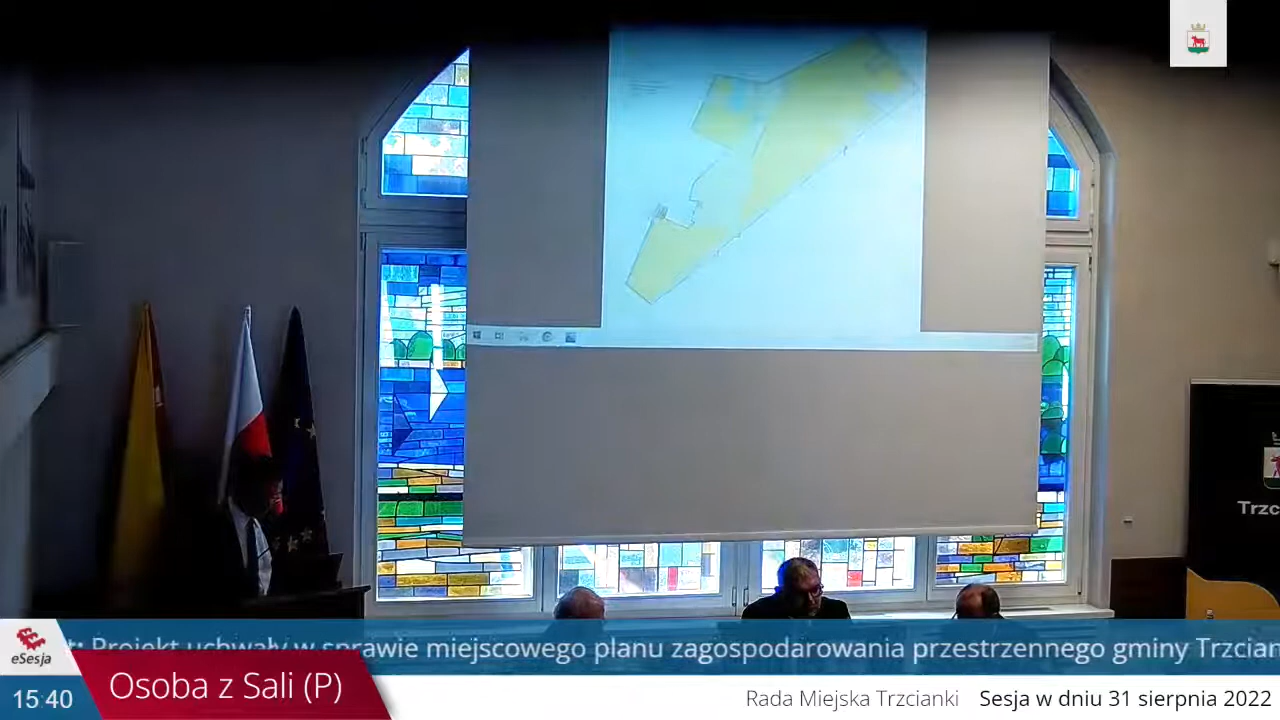 Trzc
t: Projekt uchwały w sprawie miejscowego planu zagospodarowania przestrzennego gminy Trzcian
eSesja
Osoba z Sali (P)
15:40
Rada Miejska Trzcianki Sesja w dniu 31 sierpnia 2022